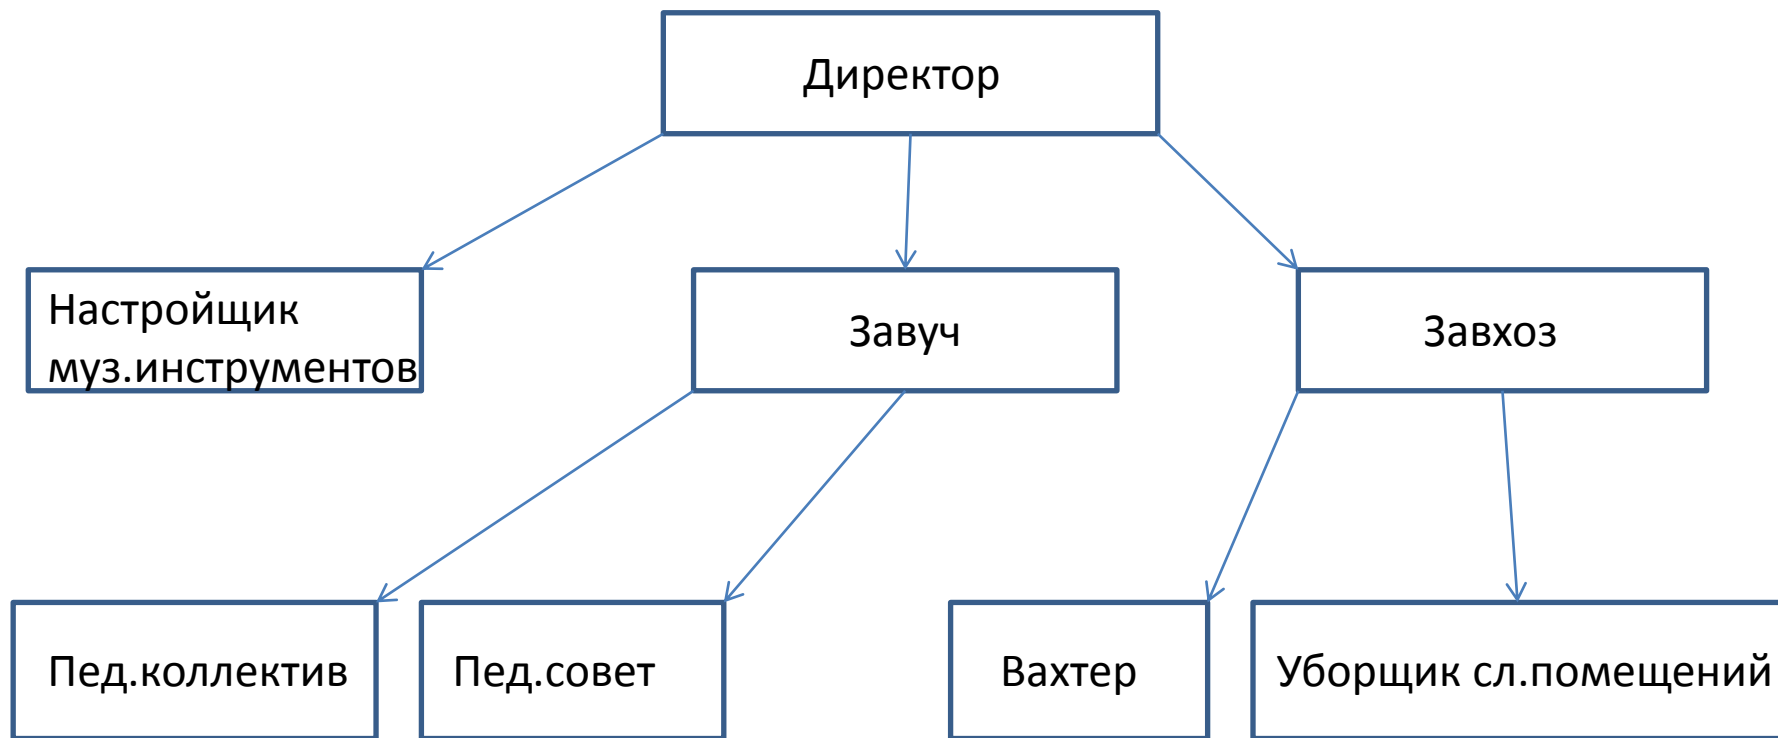 Директор
Настройщик
муз.инструментов
Завуч
Завхоз
Пед.коллектив
Пед.совет
Вахтер
Уборщик сл.помещений